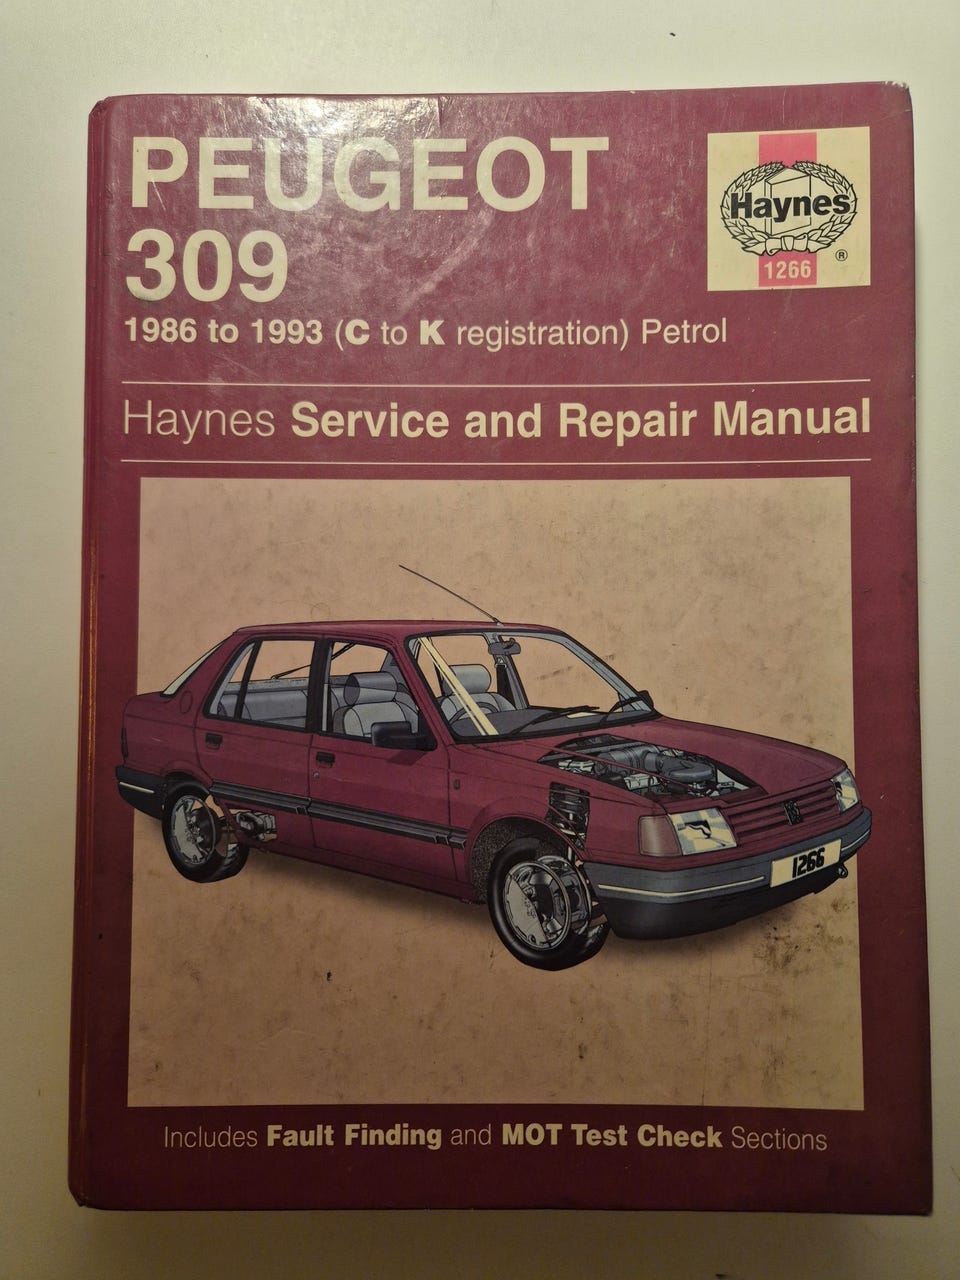 PEUGEOT
309
1986 to 1993 (C to K registration) Petrol
Haynes
®
1266
Haynes Service and Repair Manual
1266
Includes Fault Finding and MOT Test Check Sections